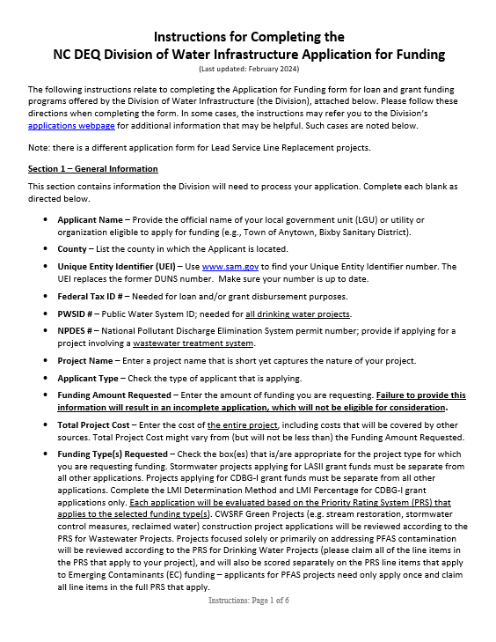 Instructions for Completing the
NC DEQ Division of Water Infrastructure Application for Funding
(Last updated: February 2024)
The following instructions relate to completing the Application for Funding form for loan and grant funding
programs offered by the Division of Water Infrastructure (the Division), attached below. Please follow these
directions when completing the form. In some cases, the instructions may refer you to the Division's
applications webpage for additional information that may be helpful. Such cases are noted below.
Note: there is a different application form for Lead Service Line Replacement projects.
Section 1 – General Information
This section contains information the Division will need to process your application. Complete each blank as
directed below.
• Applicant Name – Provide the official name of your local government unit (LGU) or utility or
organization eligible to apply for funding (e.g., Town of Anytown, Bixby Sanitary District).
• County – List the county in which the Applicant is located.
• Unique Entity Identifier (UEI) – Use www.sam.gov to find your Unique Entity Identifier number. The
UEI replaces the former DUNS number. Make sure your number is up to date.
• Federal Tax ID # – Needed for loan and/or grant disbursement purposes.
• PWSID # – Public Water System ID; needed for all drinking water projects.
• NPDES # – National Pollutant Discharge Elimination System permit number; provide if applying for a
project involving a wastewater treatment system.
• Project Name – Enter a project name that is short yet captures the nature of your project.
• Applicant Type – Check the type of applicant that is applying.
• Funding Amount Requested – Enter the amount of funding you are requesting. Failure to provide this
information will result in an incomplete application, which will not be eligible for consideration.
• Total Project Cost – Enter the cost of the entire project, including costs that will be covered by other
sources. Total Project Cost might vary from (but will not be less than) the Funding Amount Requested.
• Funding Type(s) Requested – Check the box(es) that is/are appropriate for the project type for which
you are requesting funding. Stormwater projects applying for LASII grant funds must be separate from
all other applications. Projects applying for CDBG-I grant funds must be separate from all other
applications. Complete the LMI Determination Method and LMI Percentage for CDBG-I grant
applications only. Each application will be evaluated based on the Priority Rating System (PRS) that
applies to the selected funding type(s). CWSRF Green Projects (e.g. stream restoration, stormwater
control measures, reclaimed water) construction project applications will be reviewed according to the
PRS for Wastewater Projects. Projects focused solely or primarily on addressing PFAS contamination
will be reviewed according to the PRS for Drinking Water Projects (please claim all of the line items in
the PRS that apply to your project), and will also be scored separately on the PRS line items that apply
to Emerging Contaminants (EC) funding – applicants for PFAS projects need only apply once and claim
all line items in the full PRS that apply.
Instructions: Page 1 of 6